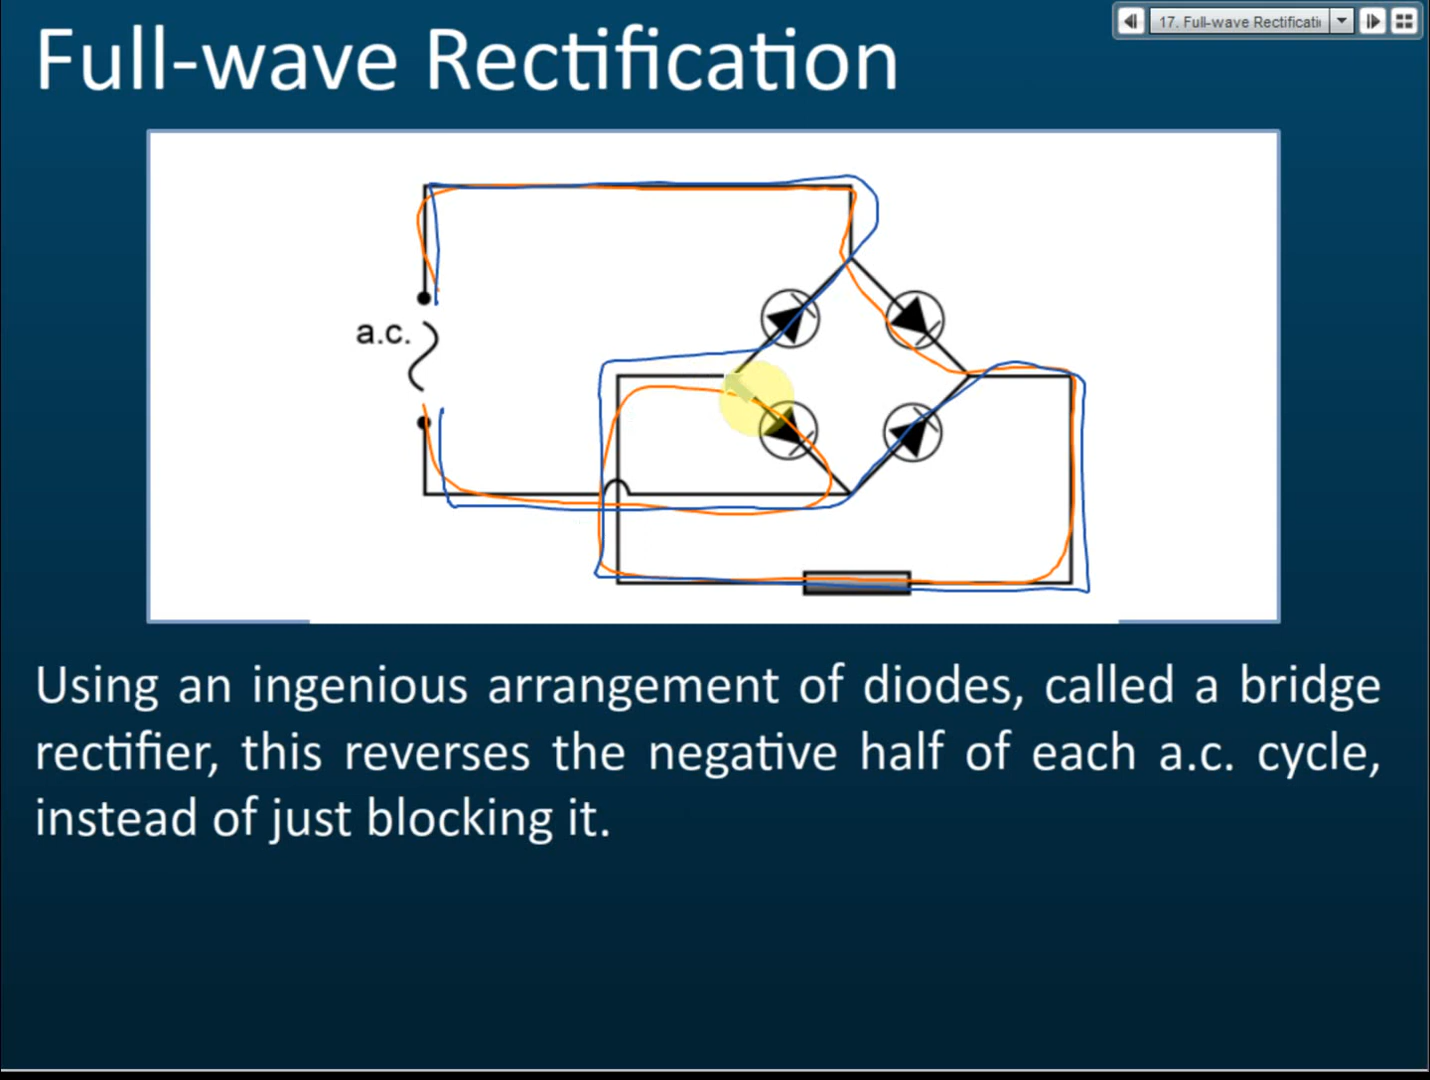 Full-wave Rectification
17. Full-wave Rectificati
a.c.
Using an ingenious arrangement of diodes, called a bridge
rectifier, this reverses the negative half of each a.c. cycle,
instead of just blocking it.